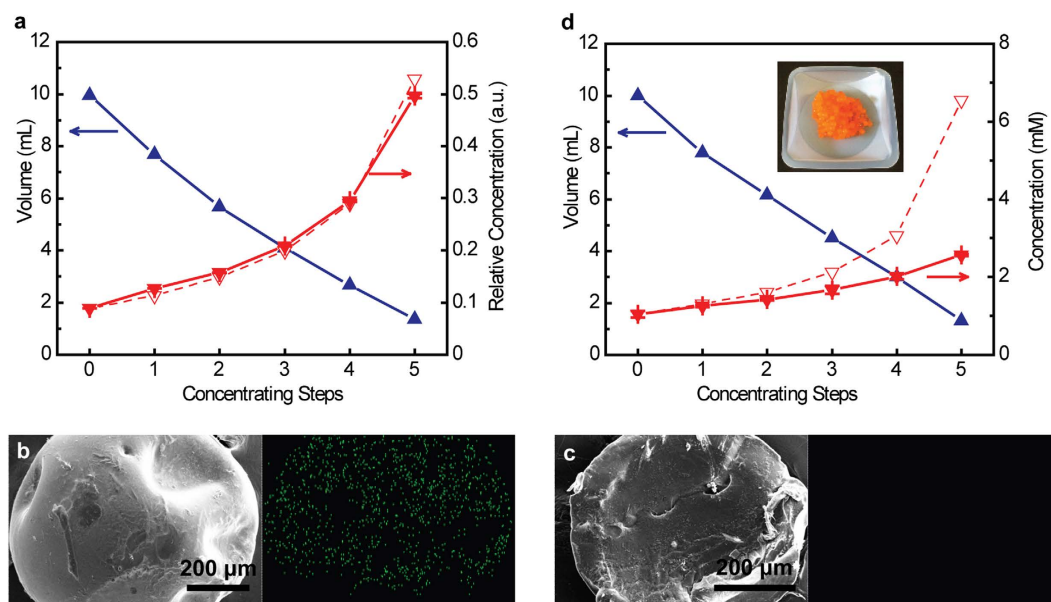 a
12
10
8
6
4
2
0
Volume (mL)
0.6
0.5
0.4
0.3
0.2
0.1
0
Relative Concentration (a.u.)
0 1 2 3 4 5
Concentrating Steps
d
12
10
8
6
4
2
0
Volume (mL)
8
6
4
2
0
Concentration (mM)
0 1 2 3 4 5
Concentrating Steps
b
200 μm
c
200 μm